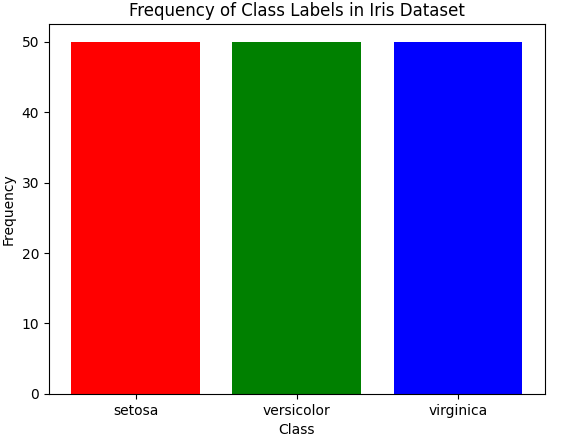 Frequency of Class Labels in Iris Dataset
50
40
30
20
10
0
Frequency
setosa versicolor virginica
Class